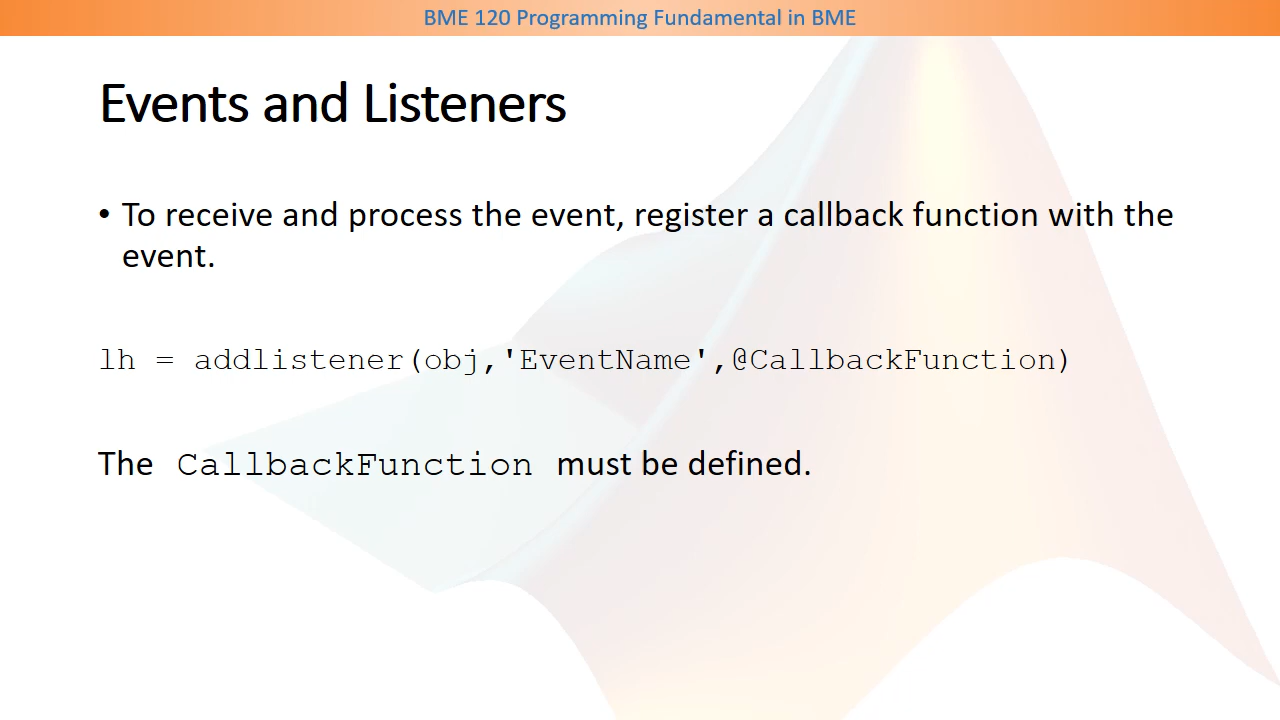 BME 120 Programming Fundamental in BME
Events and Listeners
• To receive and process the event, register a callback function with the
event.
lh = addlistener(obj,'EventName',@CallbackFunction)
The CallbackFunction must be defined.